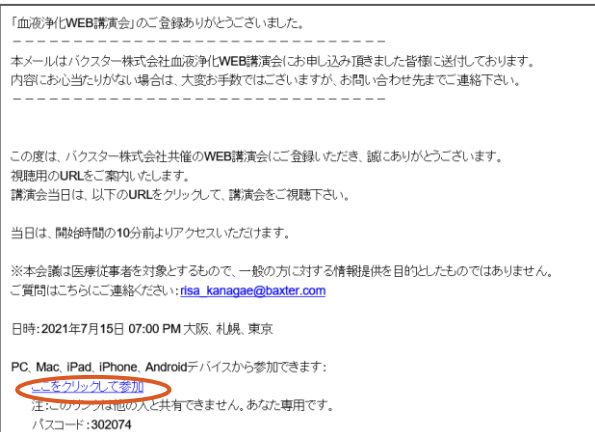 「血液浄化WEB講演会」のご登録ありがとうございました。
－－－－－－－－－－－－－－－－－－－－－－－－－－－－－－
本メールはバクスター株式会社血液浄化WEB講演会にお申し込み頂きました皆様に送付しております。
内容にお心当たりがない場合は、大変お手数ではございますが、お問い合わせ先までご連絡下さい。
－－－－－－－－－－－－－－－－－－－－－－－－－－－－－－
この度は、バクスター株式会社共催のWEB講演会にご登録いただき、誠にありがとうございます。
視聴用のURLをご案内いたします。
講演会当日は、以下のURLをクリックして、講演会をご視聴下さい。
当日は、開始時間の10分前よりアクセスいただけます。
※本会議は医療従事者を対象とするもので、一般の方に対する情報提供を目的としたものではありません。
ご質問はこちらにご連絡ください：risa_kanagae@baxter.com
日時：2021年7月15日 07:00 PM 大阪、札幌、東京
PC、Mac、iPad、iPhone、Androidデバイスから参加できます：
ここをクリックして参加
注：このリンクは他の人と共有できません。あなた専用です。
パスコード：302074